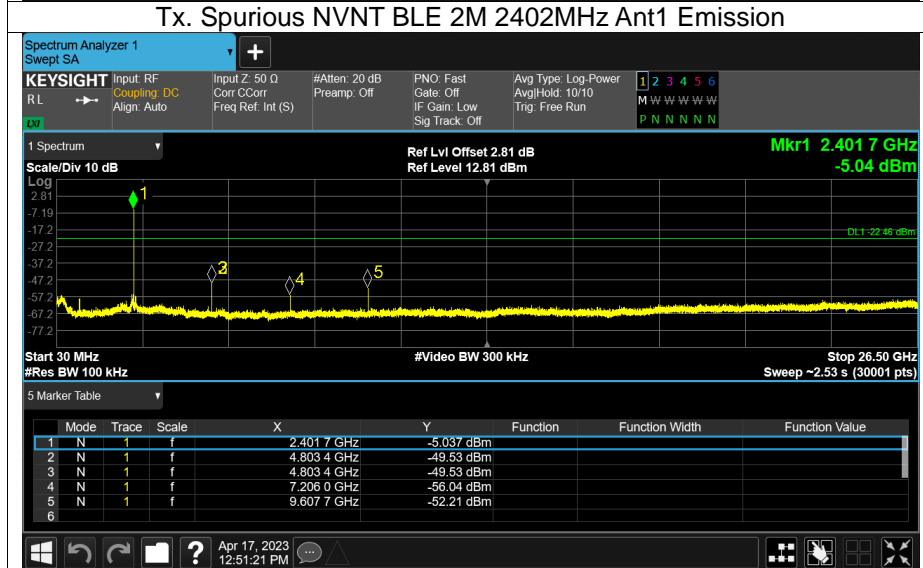 Tx. Spurious NVNT BLE 2M 2402MHz Ant1 Emission
Spectrum Analyzer 1
Swept SA
+
KEYSIGHT Input: RF Input Z: 50 Ω #Atten: 20 dB PNO: Fast Avg Type: Log-Power 1 2 3 4 5 6
RL Coupling: DC Corr CCorr Preamp: Off Gate: Off Avg|Hold: 10/10 M W W W W W
Align: Auto Freq Ref: Int (S) IF Gain: Low Trig: Free Run
LXI Sig Track: Off P N N N N N
1 Spectrum Ref Lvl Offset 2.81 dB Mkr1 2.401 7 GHz
Scale/Div 10 dB Ref Level 12.81 dBm -5.04 dBm
Log
2.81
1
-7.19
-17.2
DL1 -22.46 dBm
-27.2
-37.2
-47.2
3 4 5
-57.2
-67.2
-77.2
Start 30 MHz #Video BW 300 kHz Stop 26.50 GHz
#Res BW 100 kHz Sweep ~2.53 s (30001 pts)
5 Marker Table
Mode Trace Scale X Y Function Function Width Function Value
1 N 1 f 2.401 7 GHz -5.037 dBm
2 N 1 f 4.803 4 GHz -49.53 dBm
3 N 1 f 4.803 4 GHz -49.53 dBm
4 N 1 f 7.206 0 GHz -56.04 dBm
5 N 1 f 9.607 7 GHz -52.21 dBm
6
? Apr 17, 2023
12:51:21 PM